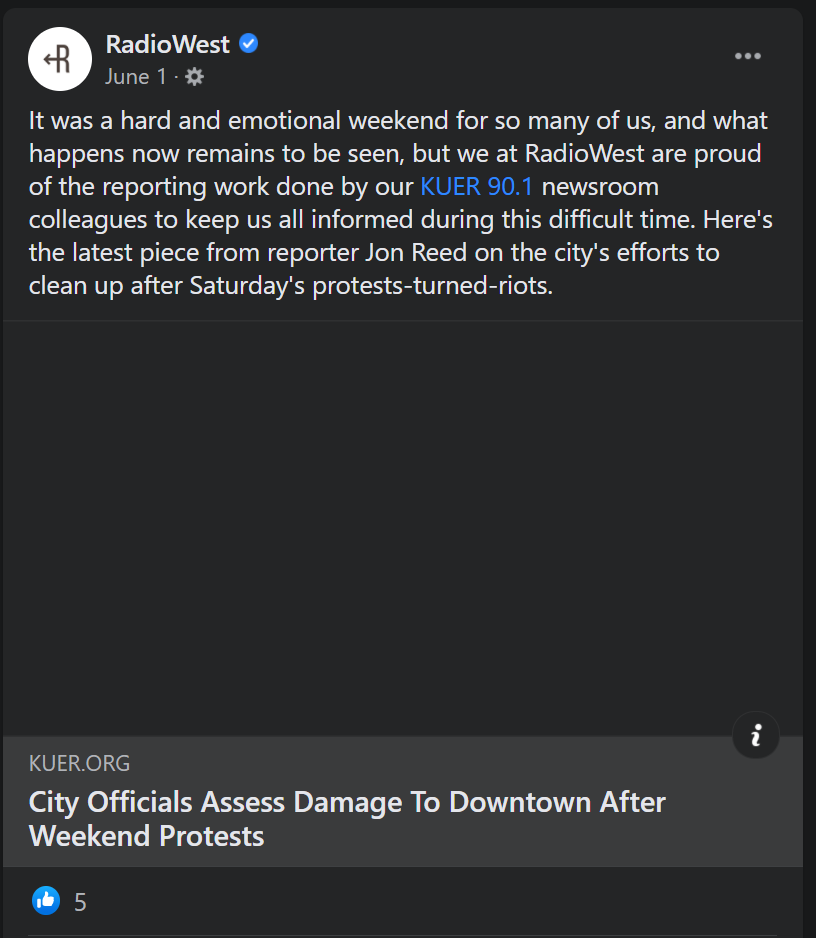 RadioWest
June 1 ·
It was a hard and emotional weekend for so many of us, and what
happens now remains to be seen, but we at RadioWest are proud
of the reporting work done by our KUER 90.1 newsroom
colleagues to keep us all informed during this difficult time. Here's
the latest piece from reporter Jon Reed on the city's efforts to
clean up after Saturday's protests-turned-riots.
KUER.ORG
City Officials Assess Damage To Downtown After
Weekend Protests
5